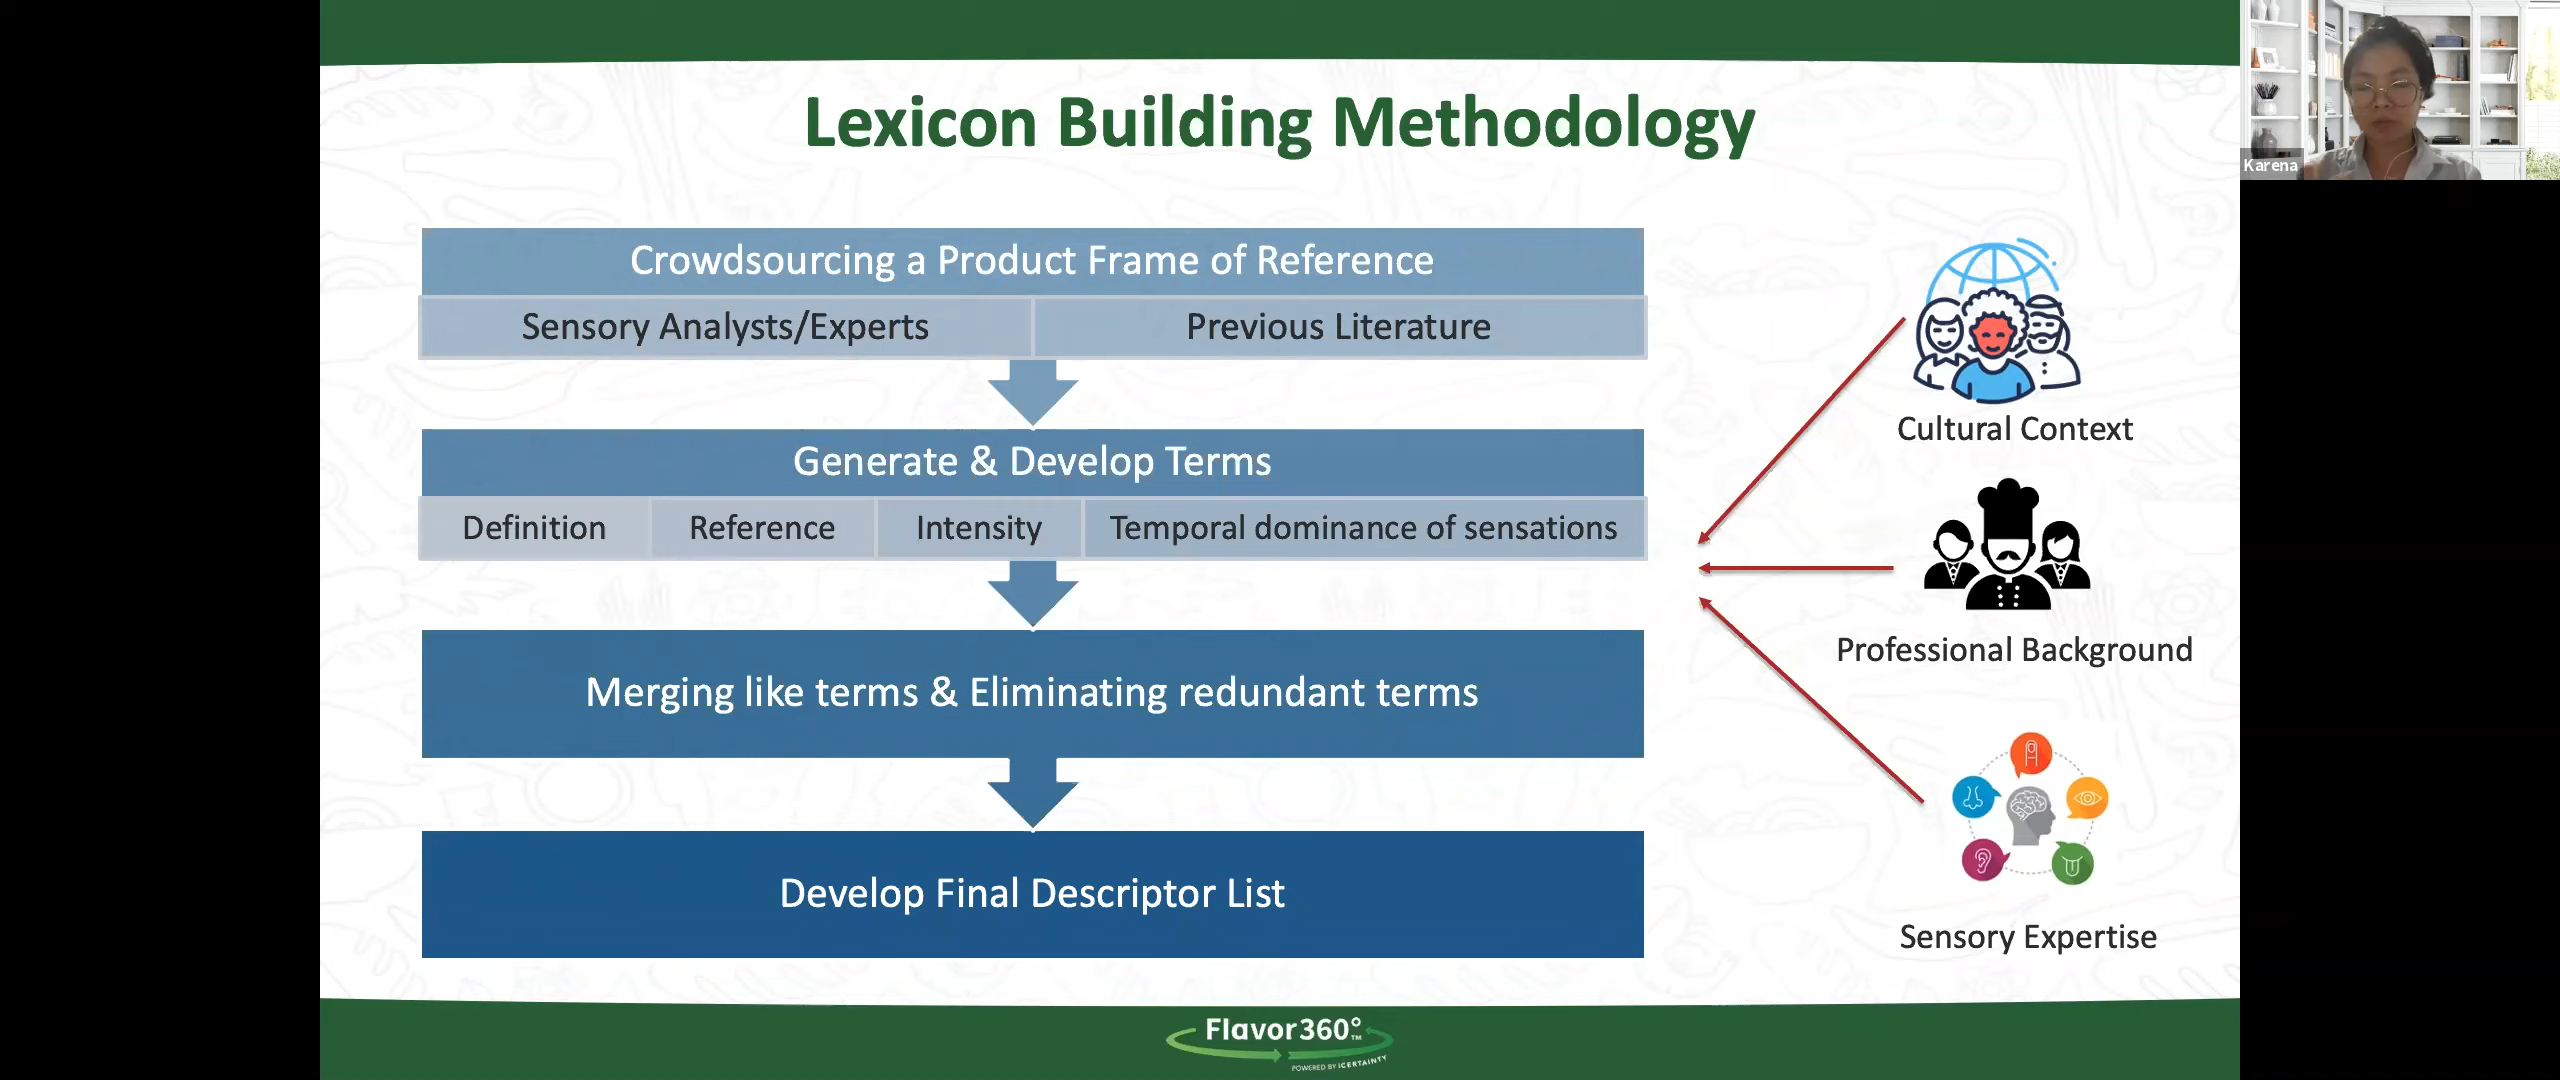 Lexicon Building Methodology
Karena
Crowdsourcing a Product Frame of Reference
Sensory Analysts/Experts
Previous Literature
Generate & Develop Terms
Definition
Reference
Intensity
Temporal dominance of sensations
Merging like terms & Eliminating redundant terms
Develop Final Descriptor List
Cultural Context
Professional Background
Sensory Expertise
Flavor360°™
POWERED BY iCERTAINTY